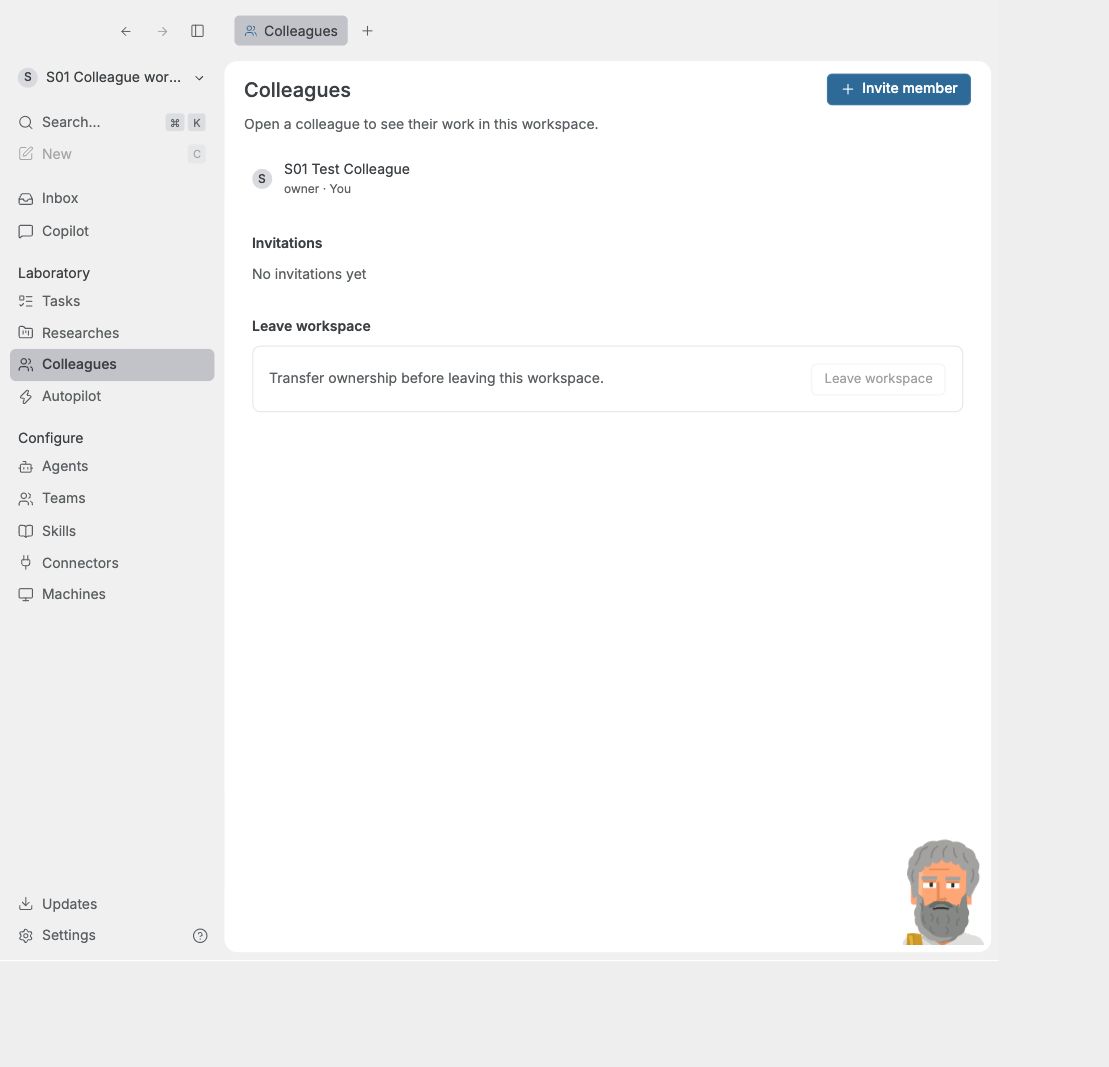 Colleagues
S S01 Colleague wor...
Search... ⌘ K
New C
Inbox
Copilot
Laboratory
Tasks
Researches
Colleagues
Autopilot
Configure
Agents
Teams
Skills
Connectors
Machines
Updates
Settings
Colleagues
Invite member
Open a colleague to see their work in this workspace.
S
S01 Test Colleague
owner · You
Invitations
No invitations yet
Leave workspace
Transfer ownership before leaving this workspace.
Leave workspace